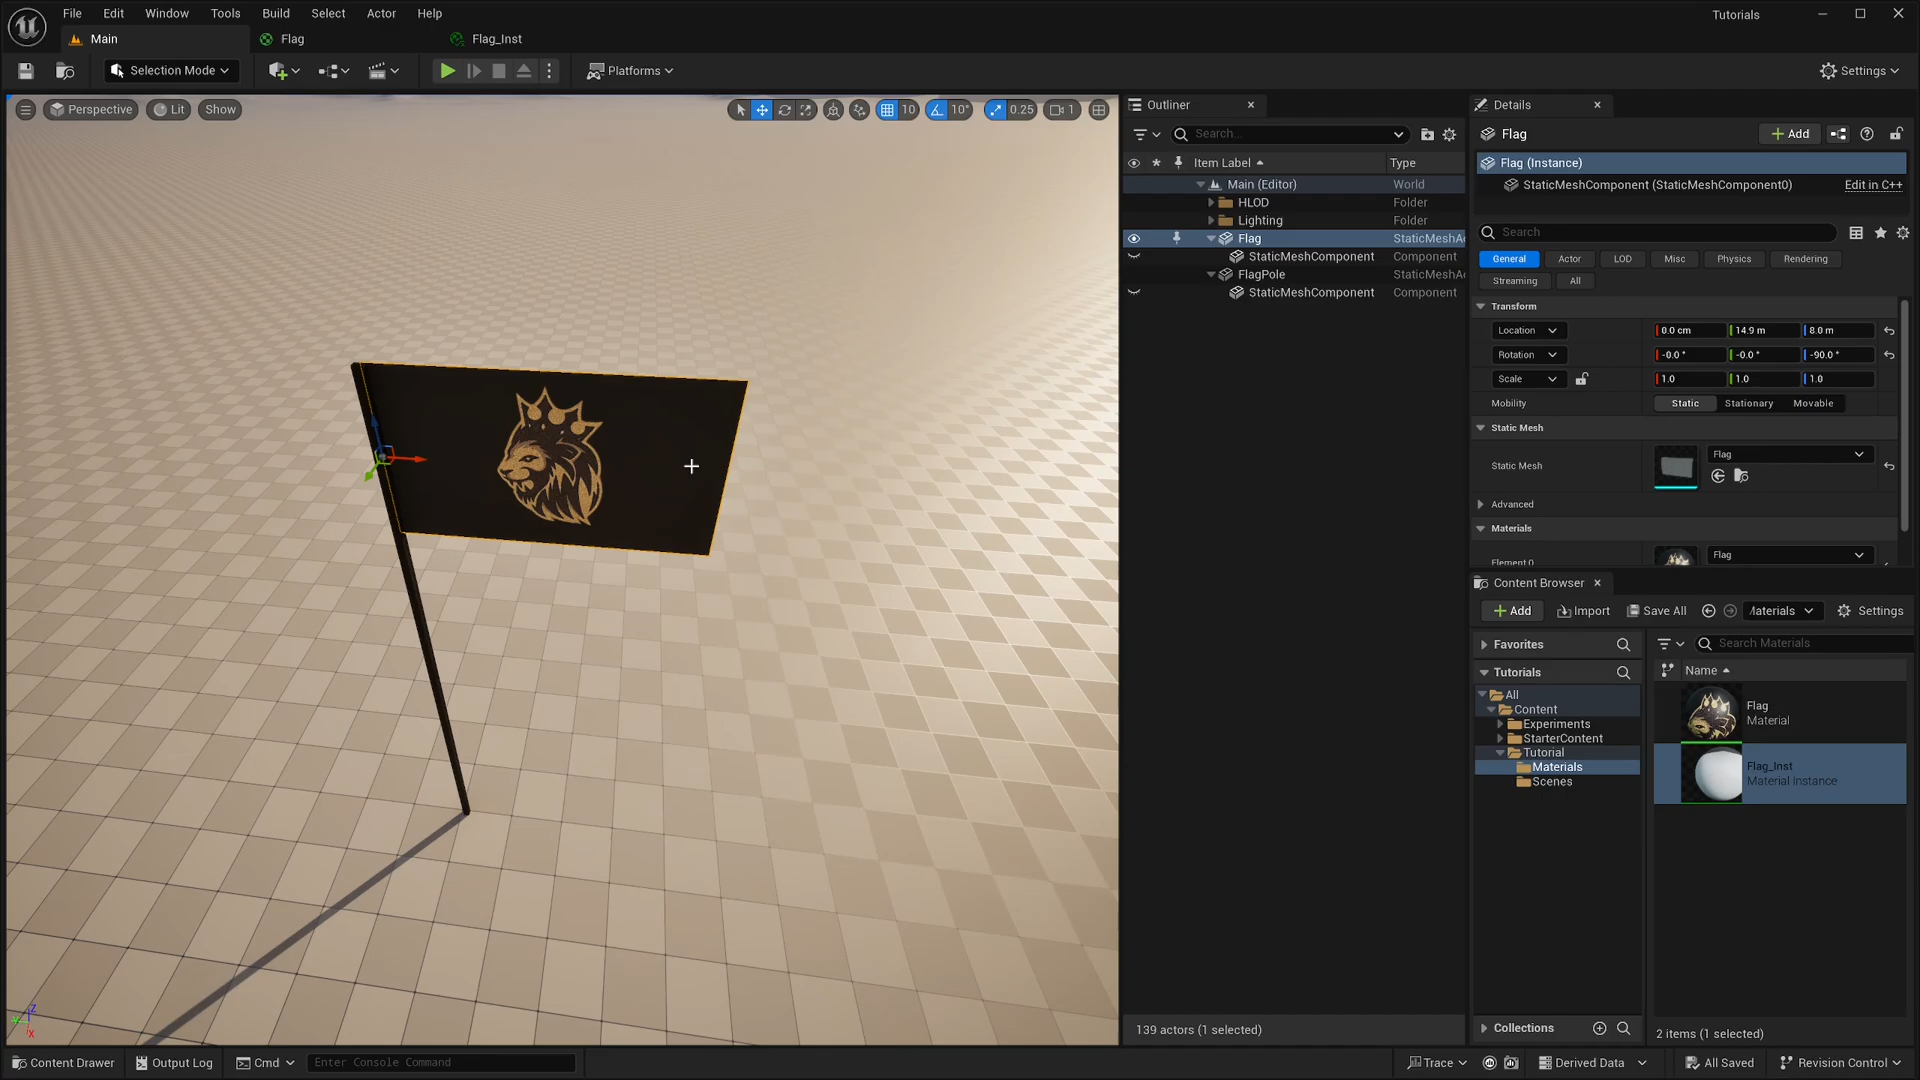 File Edit Window Tools Build Select Actor Help
Tutorials
Main
Flag
Flag_Inst
Selection Mode
Platforms
Settings
Perspective
Lit
Show
10
10°
0.25
1
Outliner
Search...
Item Label
Type
Main (Editor)
World
HLOD
Folder
Lighting
Folder
Flag
StaticMeshAc
StaticMeshComponent
Component
FlagPole
StaticMeshAc
StaticMeshComponent
Component
139 actors (1 selected)
Details
Flag
+ Add
Flag (Instance)
StaticMeshComponent (StaticMeshComponent0)
Edit in C++
Search
General Actor LOD Misc Physics Rendering
Streaming All
Transform
Location 0.0 cm 14.9 m 8.0 m
Rotation -0.0 ° -0.0 ° -90.0 °
Scale 1.0 1.0 1.0
Mobility Static Stationary Movable
Static Mesh
Static Mesh Flag
Advanced
Materials
Element 0 Flag
Content Browser
+ Add Import Save All Materials Settings
Favorites
Tutorials
All
Content
Experiments
StarterContent
Tutorial
Materials
Scenes
Collections
Search Materials
Name
Flag
Material
Flag_Inst
Material Instance
2 items (1 selected)
Content Drawer
Output Log
Cmd
Enter Console Command
Trace
Derived Data
All Saved
Revision Control
Z
Y
X